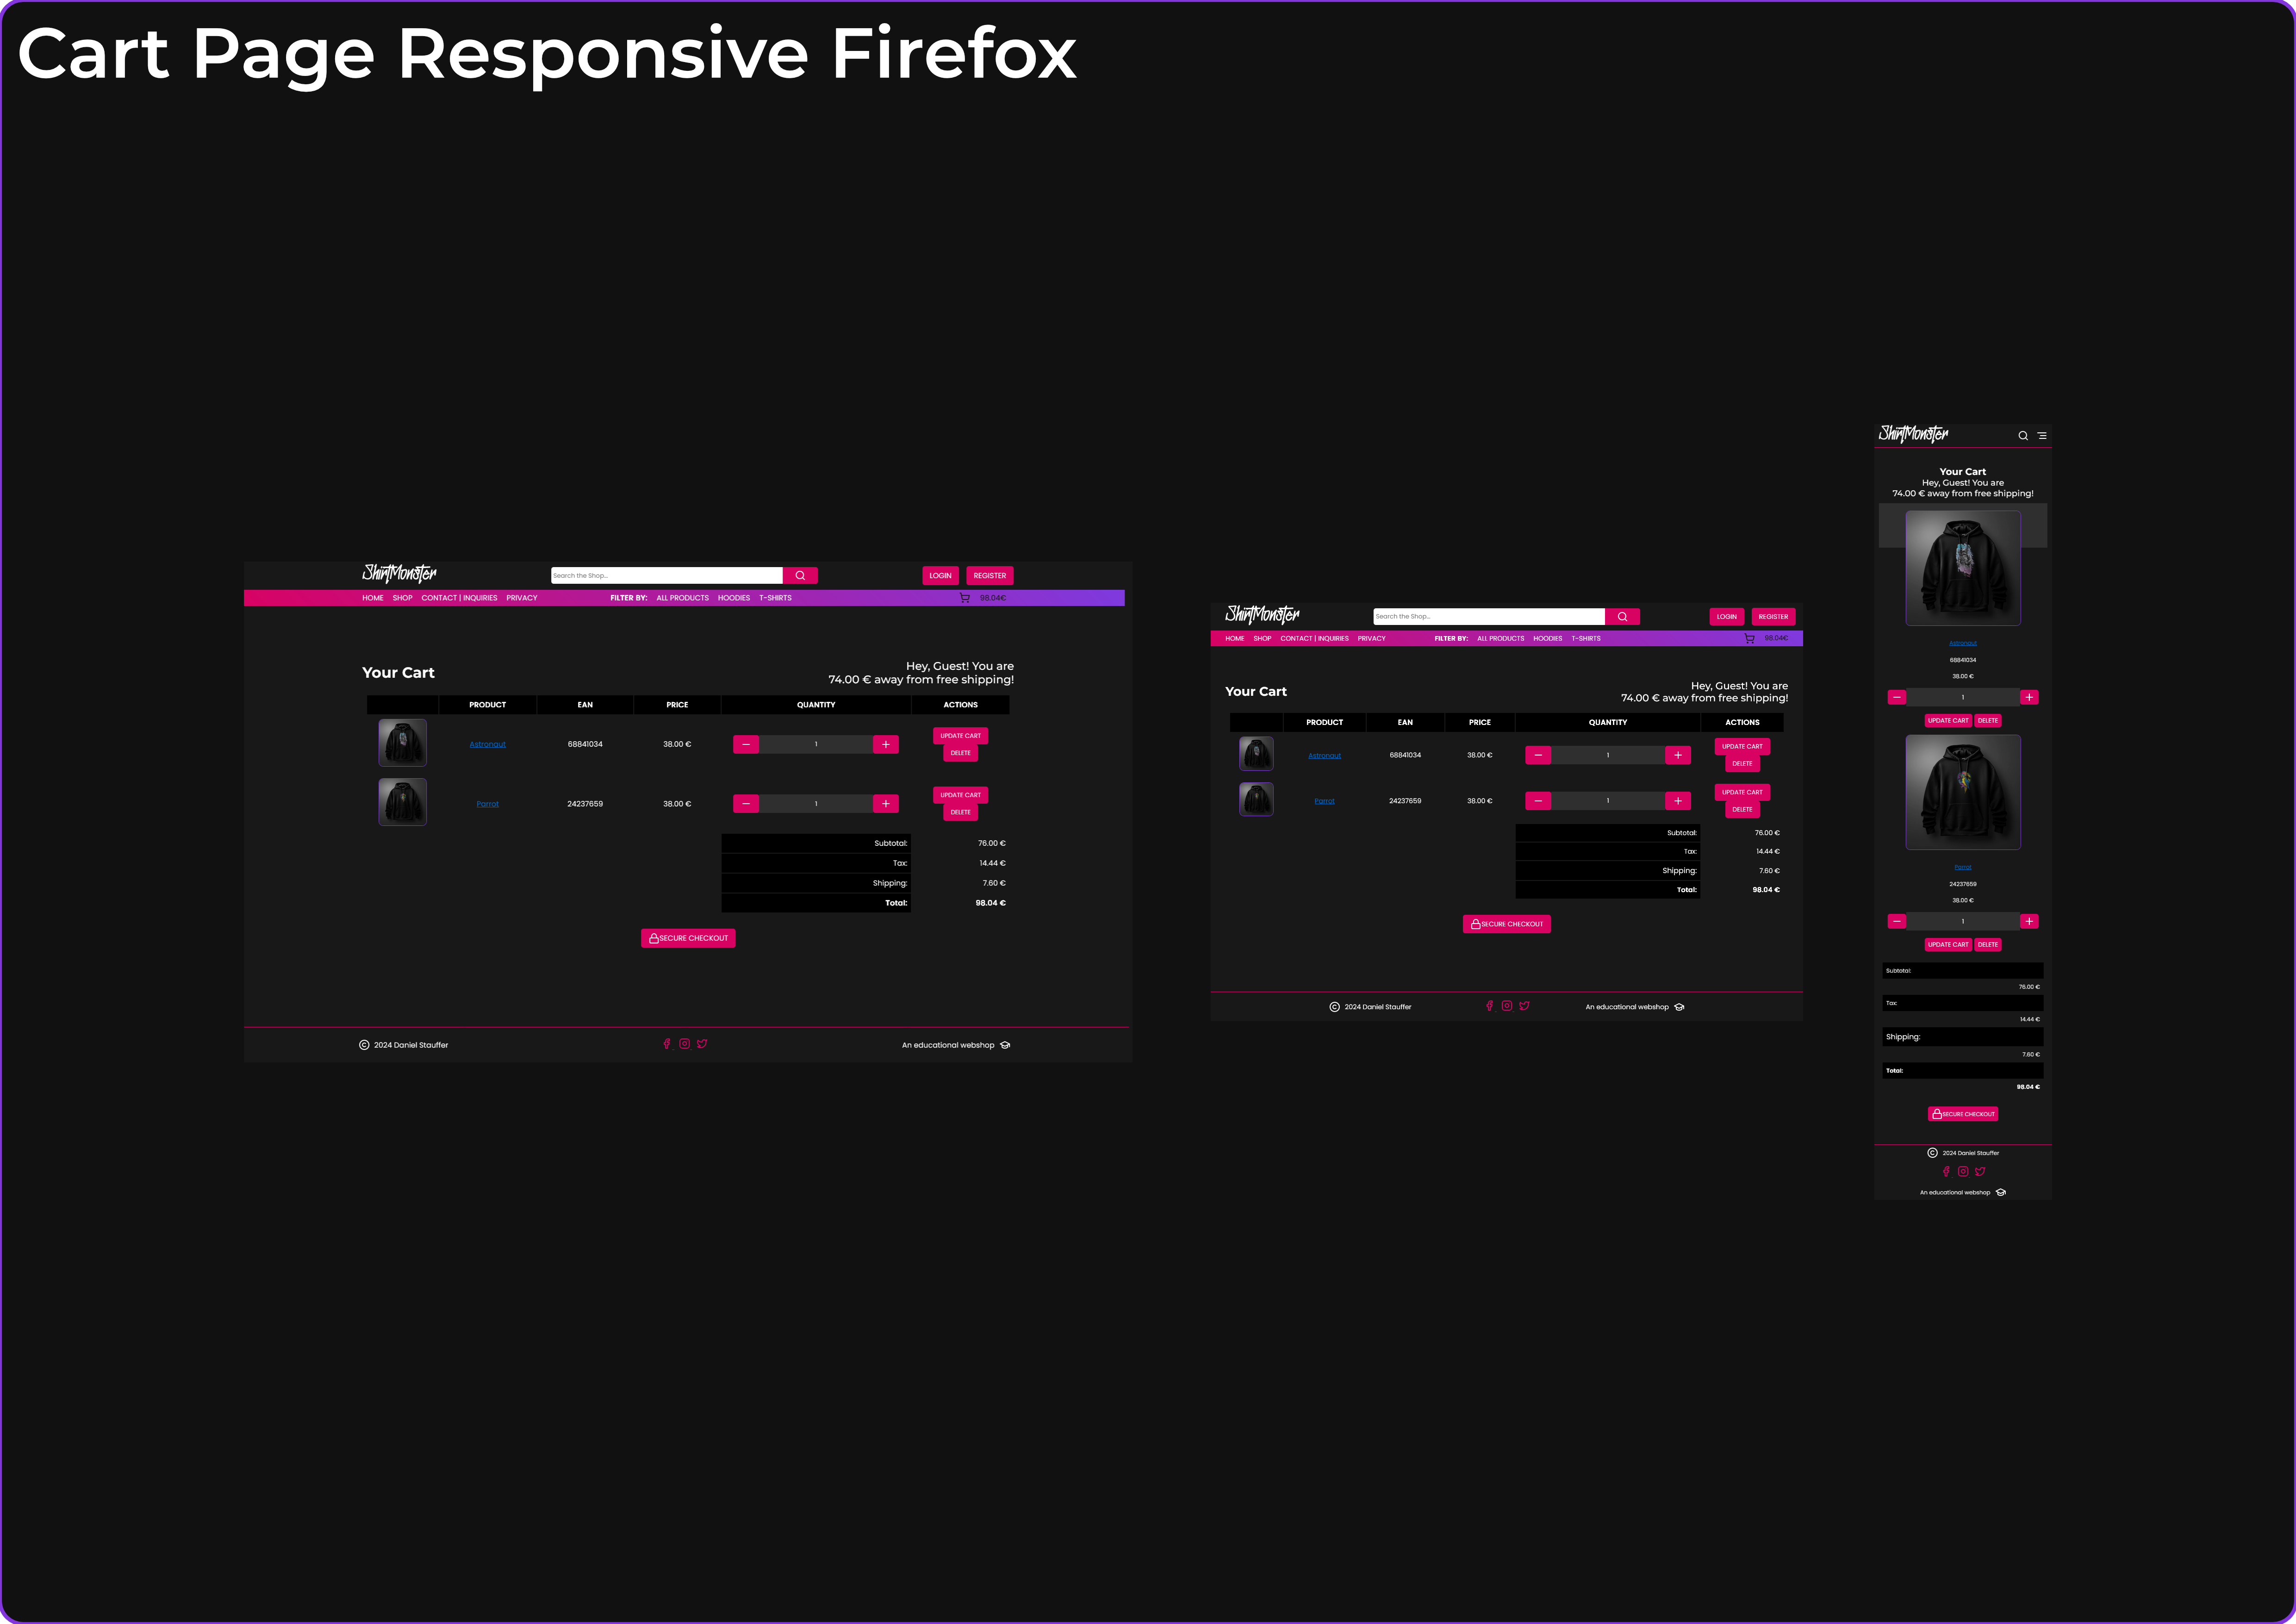 Cart Page Responsive Firefox
ShirtMonster
Search the Shop...
LOGIN REGISTER
HOME SHOP CONTACT | INQUIRIES PRIVACY FILTER BY: ALL PRODUCTS HOODIES T-SHIRTS 98.04€
Your Cart
Hey, Guest! You are
74.00 € away from free shipping!
PRODUCT EAN PRICE QUANTITY ACTIONS
Astronaut 68841034 38.00 € 1 UPDATE CART
DELETE
Parrot 24237659 38.00 € 1 UPDATE CART
DELETE
Subtotal: 76.00 €
Tax: 14.44 €
Shipping: 7.60 €
Total: 98.04 €
SECURE CHECKOUT
© 2024 Daniel Stauffer
An educational webshop
ShirtMonster
Search the Shop...
LOGIN REGISTER
HOME SHOP CONTACT | INQUIRIES PRIVACY FILTER BY: ALL PRODUCTS HOODIES T-SHIRTS 98.04€
Your Cart
Hey, Guest! You are
74.00 € away from free shipping!
PRODUCT EAN PRICE QUANTITY ACTIONS
Astronaut 68841034 38.00 € 1 UPDATE CART
DELETE
Parrot 24237659 38.00 € 1 UPDATE CART
DELETE
Subtotal: 76.00 €
Tax: 14.44 €
Shipping: 7.60 €
Total: 98.04 €
SECURE CHECKOUT
© 2024 Daniel Stauffer
An educational webshop
ShirtMonster
Your Cart
Hey, Guest! You are
74.00 € away from free shipping!
Astronaut
68841034
38.00 €
1
UPDATE CART DELETE
Parrot
24237659
38.00 €
1
UPDATE CART DELETE
Subtotal:
76.00 €
Tax:
14.44 €
Shipping:
7.60 €
Total:
98.04 €
SECURE CHECKOUT
© 2024 Daniel Stauffer
An educational webshop